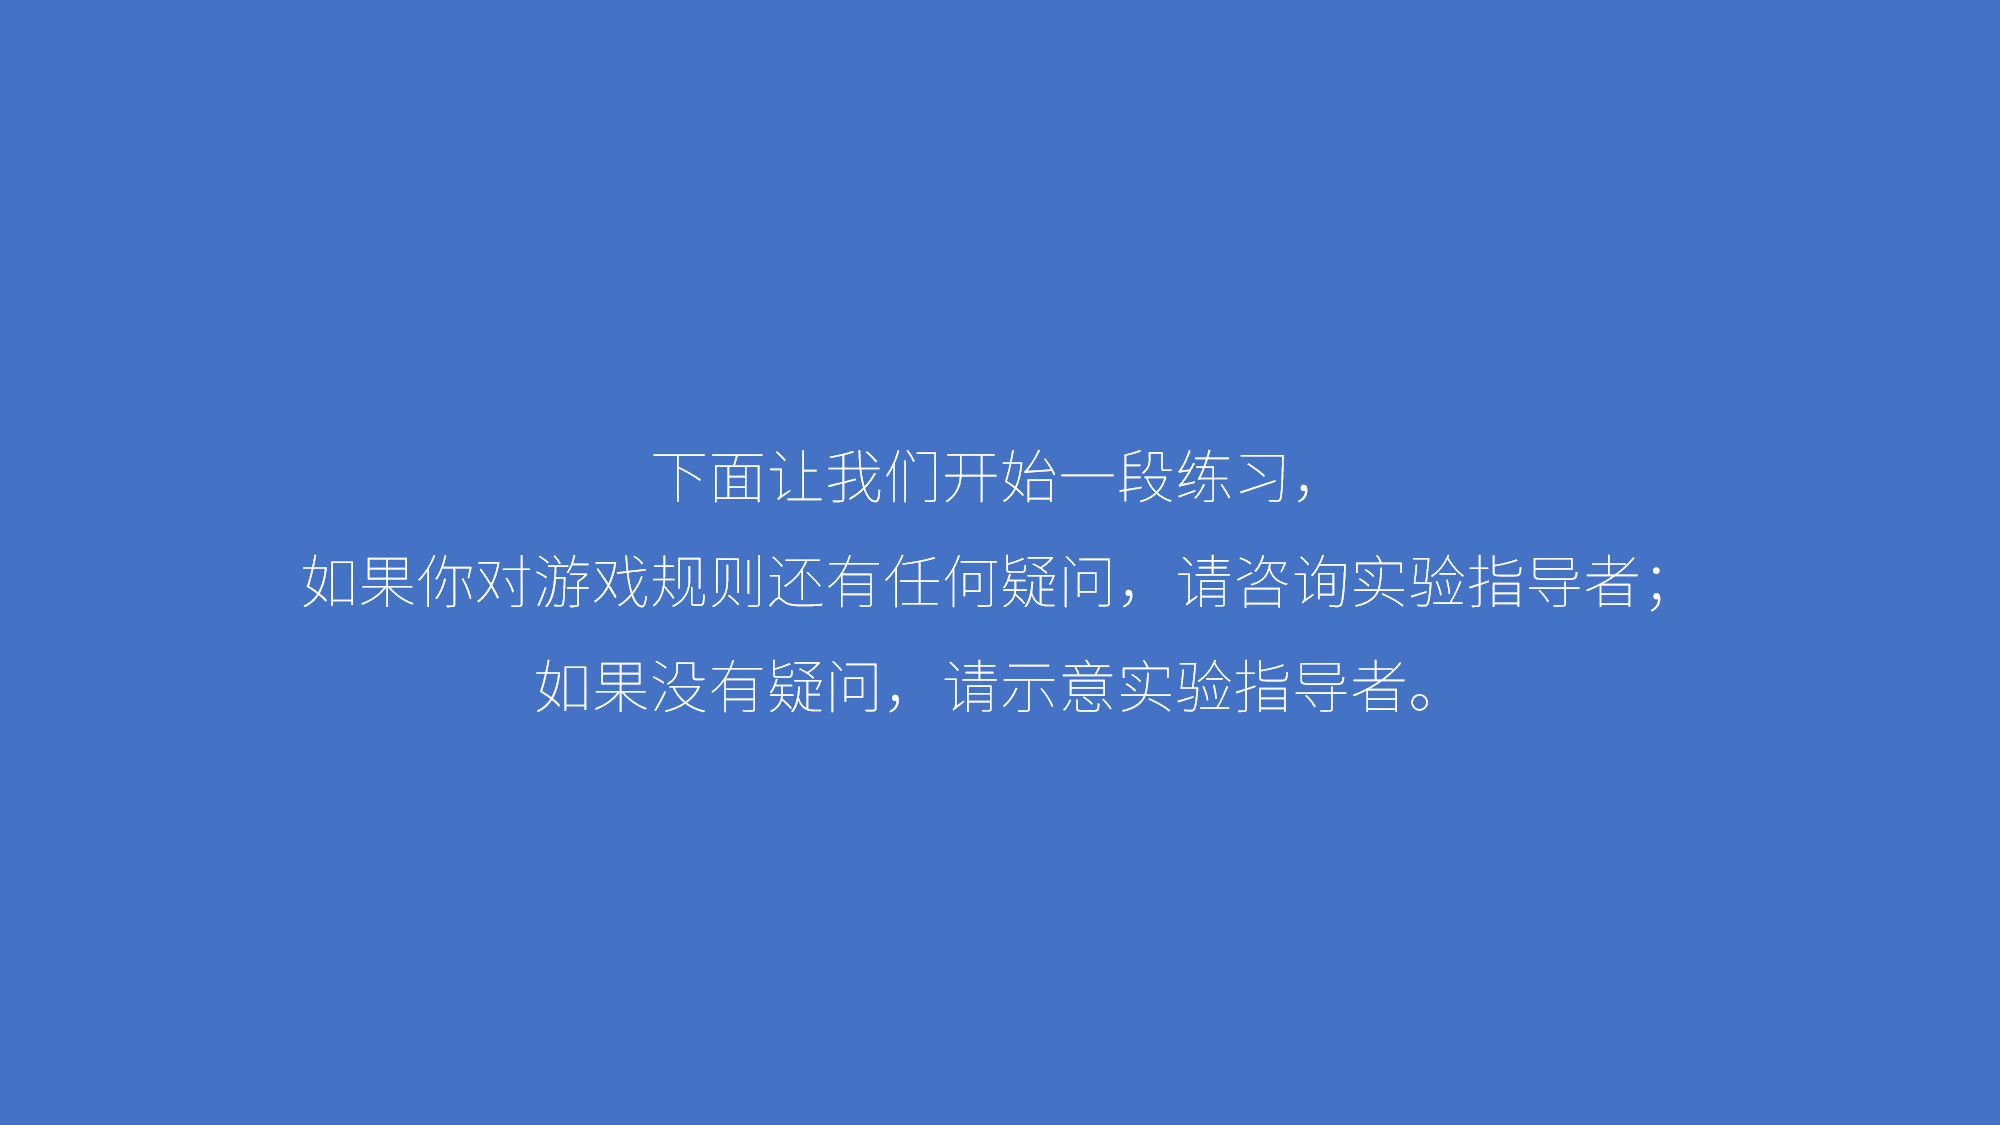 下面让我们开始一段练习，
如果你对游戏规则还有任何疑问，请咨询实验指导者；
如果没有疑问，请示意实验指导者。